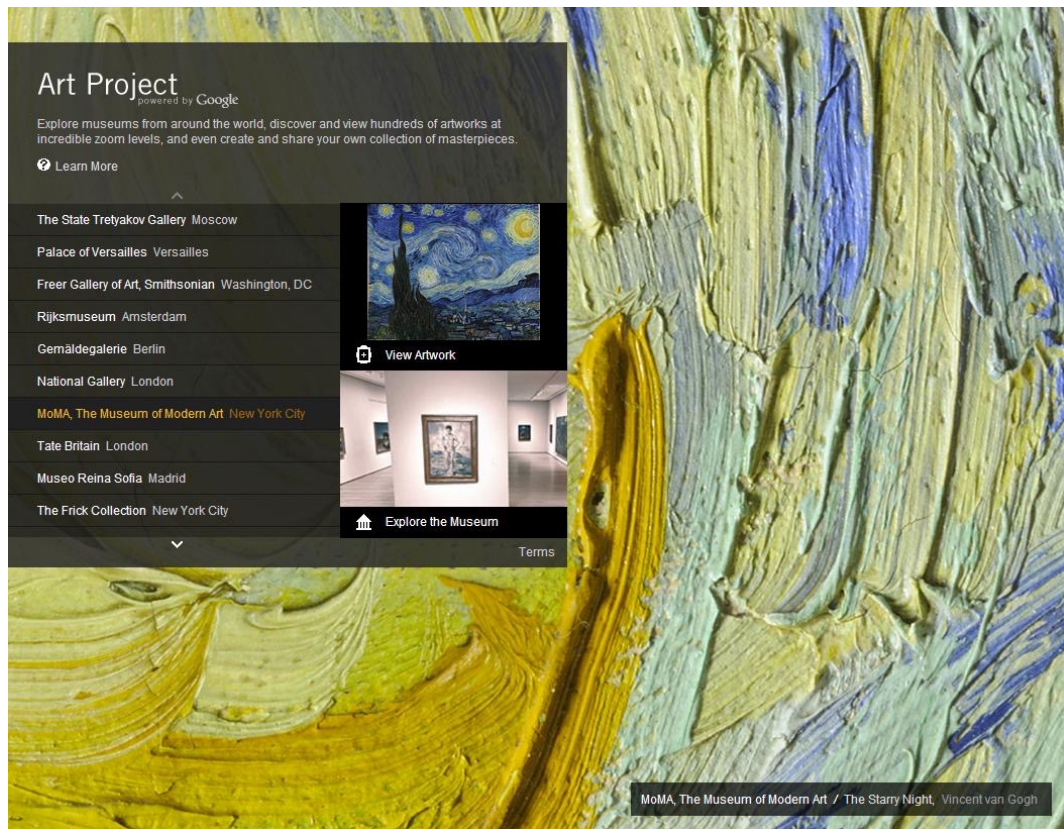 Art Project
powered by Google
Explore museums from around the world, discover and view hundreds of artworks at
incredible zoom levels, and even create and share your own collection of masterpieces.
Learn More
The State Tretyakov Gallery Moscow
Palace of Versailles Versailles
Freer Gallery of Art, Smithsonian Washington, DC
Rijksmuseum Amsterdam
Gemäldegalerie Berlin
National Gallery London
MoMA, The Museum of Modern Art New York City
Tate Britain London
Museo Reina Sofia Madrid
The Frick Collection New York City
View Artwork
Explore the Museum
Terms
MoMA, The Museum of Modern Art / The Starry Night, Vincent van Gogh